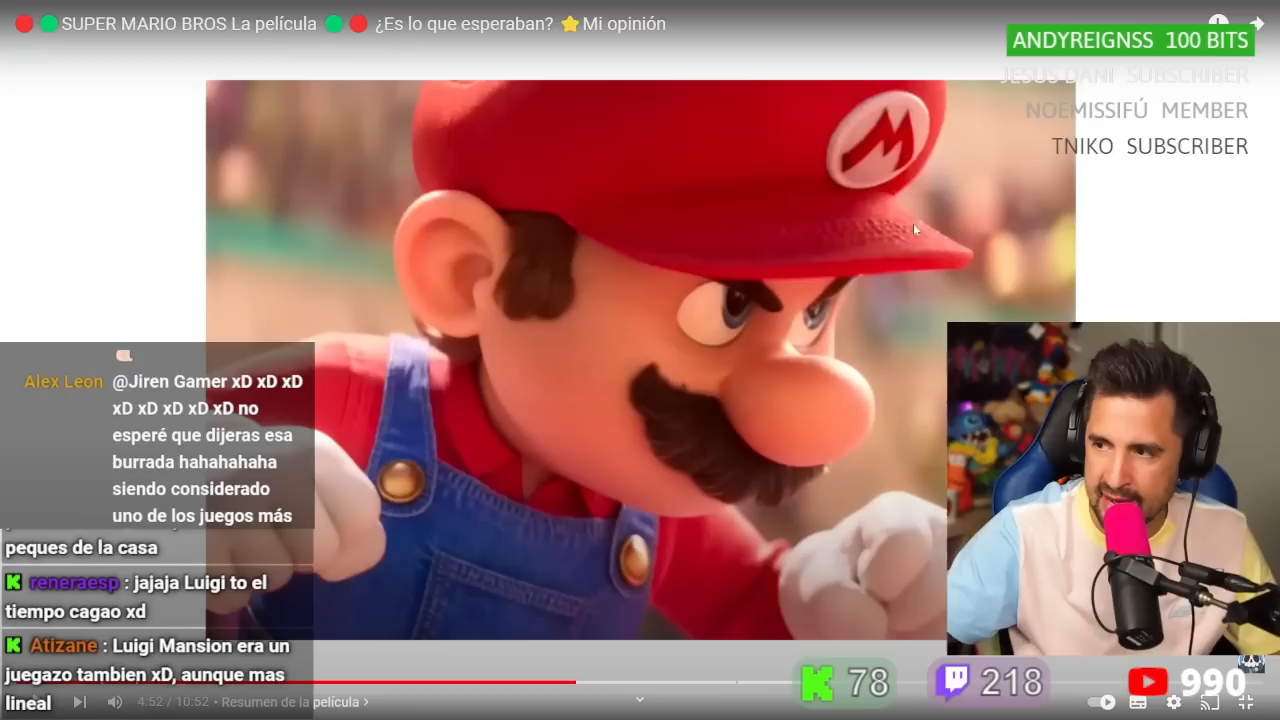 SUPER MARIO BROS La película ¿Es lo que esperaban? Mi opinión
ANDYREIGNSS 100 BITS
JESUS DANI SUBSCRIBER
NOEMISSIFÚ MEMBER
TNIKO SUBSCRIBER
M
Alex Leon @Jiren Gamer xD xD xD
xD xD xD xD xD no
esperé que dijeras esa
burrada hahahahaha
siendo considerado
uno de los juegos más
peques de la casa
K reneraesp : jajaja Luigi to el
tiempo cagao xd
K Atizane : Luigi Mansion era un
juegazo tambien xD, aunque mas
lineal
4:52 / 10:52 • Resumen de la película
K 78
218
990